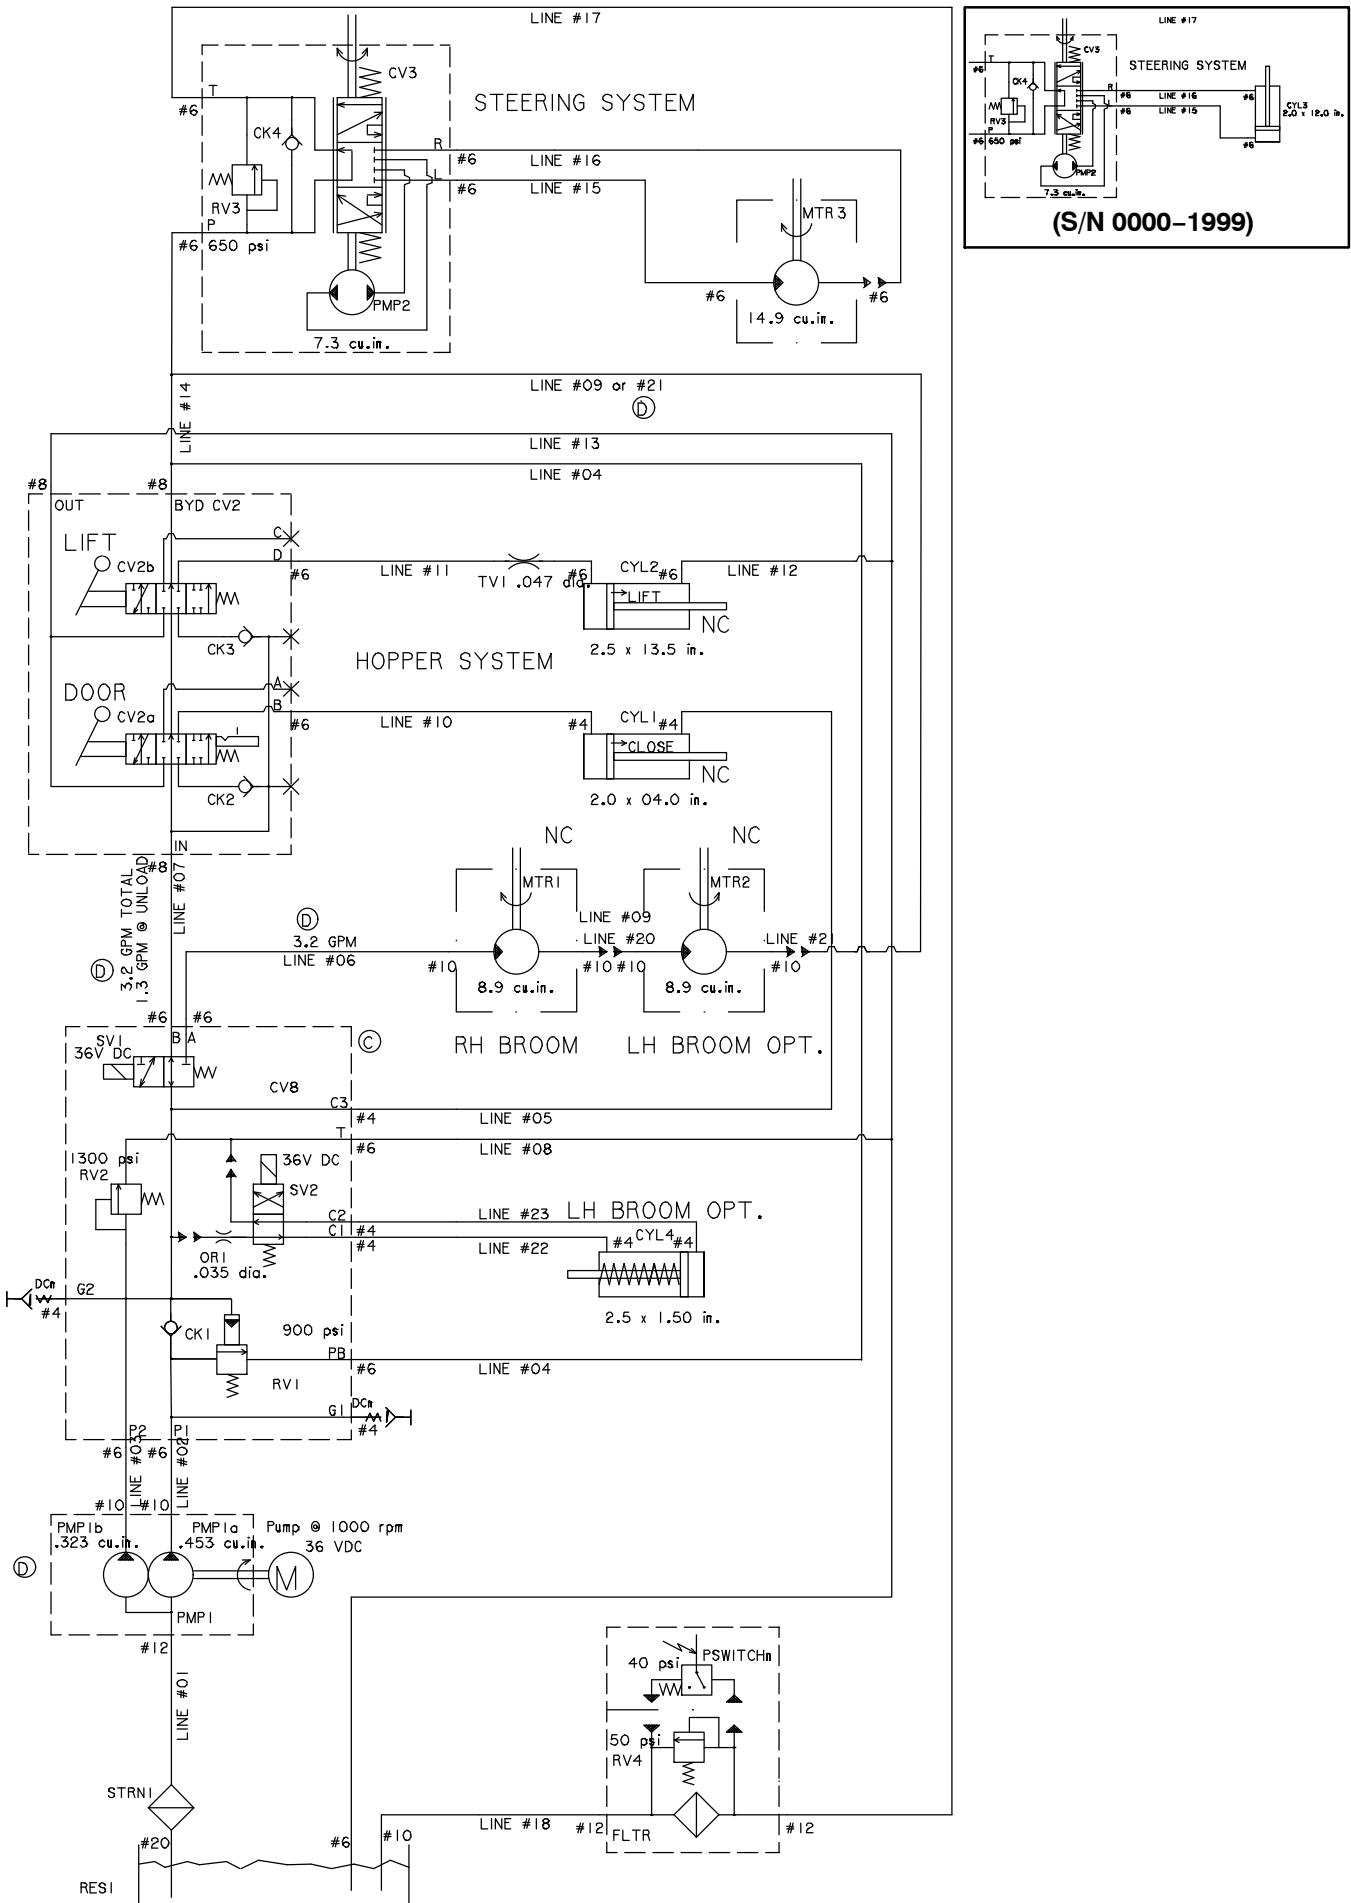 LINE #17
T
#6
CK4
RV3
P
#6
650 psi
CV3
STEERING SYSTEM
R
#6
LINE #16
L
#6
LINE #15
PMP2
7.3 cu.in.
MTR3
#6
#6
14.9 cu.in.
LINE #17
STEERING SYSTEM
T
#6
CK4
CV3
RV3
P
#6
650 psi
R
#6
LINE #16
L
#6
LINE #15
#6
#6
CYL3
2.0 x 12.0 in.
PMP2
7.3 cu.in.
(S/N 0000–1999)
LINE #14
LINE #09 or #21
D
LINE #13
LINE #04
#8
#8
OUT
BYD CV2
LIFT
CV2b
C
D
#6
LINE #11
TV1 .047 dia.
#6
CYL2
#6
LINE #12
LIFT
NC
2.5 x 13.5 in.
CK3
HOPPER SYSTEM
DOOR
CV2a
A
B
#6
LINE #10
#4
CYL1
#4
CLOSE
NC
2.0 x 04.0 in.
CK2
IN
#8
LINE #07
3.2 GPM TOTAL
1.3 GPM @ UNLOAD
D
NC
NC
MTR1
MTR2
D
3.2 GPM
LINE #06
#10
LINE #09
LINE #20
#10 #10
LINE #21
#10
8.9 cu.in.
8.9 cu.in.
RH BROOM
LH BROOM OPT.
#6
#6
B A
C
SV1
36V DC
CV8
C3
#4
LINE #05
T
#6
LINE #08
1300 psi
RV2
36V DC
SV2
C2
C1
#4
#4
LINE #23
LINE #22
LH BROOM OPT.
#4
CYL4
#4
2.5 x 1.50 in.
OR1
.035 dia.
DCn
G2
#4
CK1
900 psi
PB
#6
LINE #04
RV1
DCn
G1
#4
P2
P1
#6
#6
LINE #03
LINE #02
#10
#10
PMP1b
.323 cu.in.
PMP1a
.453 cu.in.
Pump @ 1000 rpm
36 VDC
D
M
PMP1
#12
LINE #01
STRN1
#20
#6
#10
RES1
LINE #18
#12
FLTR
#12
40 psi
PSWITCHn
50 psi
RV4